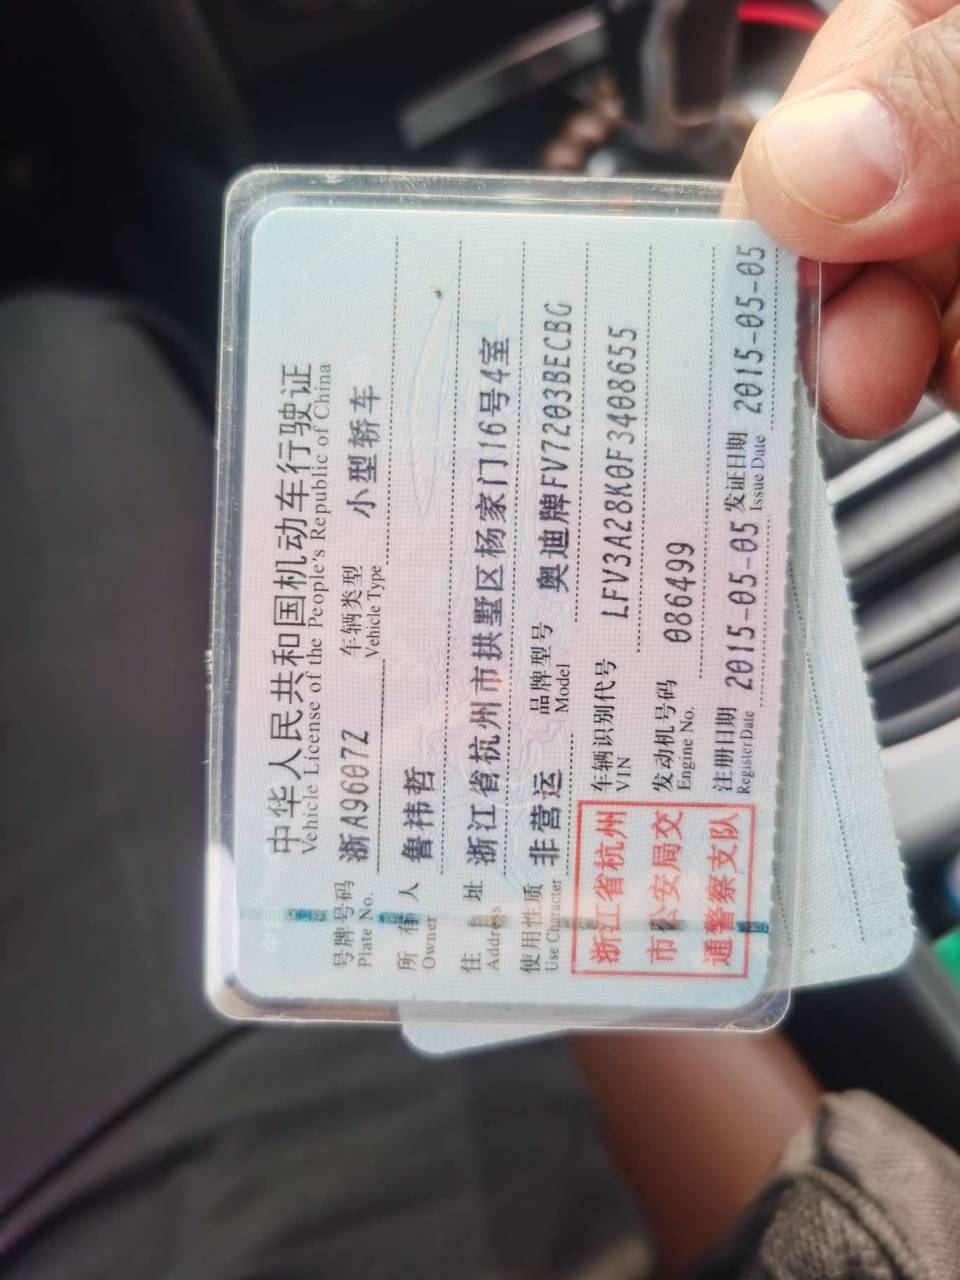 中华人民共和国机动车行驶证
Vehicle License of the People's Republic of China
号牌号码 浙A9607Z 车辆类型 小型轿车
Plate No. Vehicle Type
所有人 鲁祎哲
Owner
住址 浙江省杭州市拱墅区杨家门16号4室
Address
使用性质 非营运 品牌型号 奥迪牌FV7203BECBG
Use Character Model
浙江省杭州
市公安局交
通警察支队
车辆识别代号 LFV3A28K0F3408655
VIN
发动机号码 086499
Engine No.
注册日期 2015-05-05 发证日期 2015-05-05
Register Date Issue Date